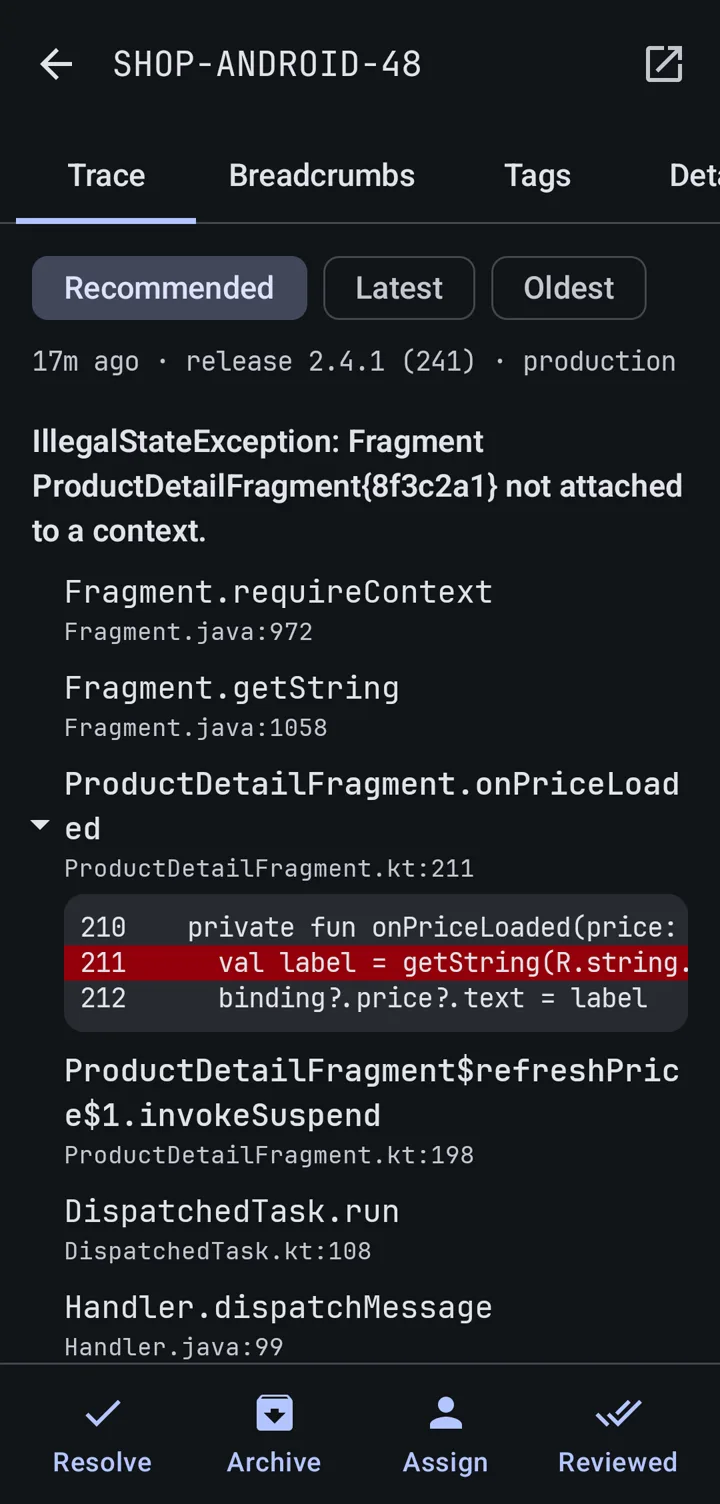 SHOP-ANDROID-48
Trace Breadcrumbs Tags Deta
Recommended Latest Oldest
17m ago · release 2.4.1 (241) · production
IllegalStateException: Fragment
ProductDetailFragment{8f3c2a1} not attached
to a context.
Fragment.requireContext
Fragment.java:972
Fragment.getString
Fragment.java:1058
ProductDetailFragment.onPriceLoad
ed
ProductDetailFragment.kt:211
210 private fun onPriceLoaded(price:
211 val label = getString(R.string.
212 binding?.price?.text = label
ProductDetailFragment$refreshPric
e$1.invokeSuspend
ProductDetailFragment.kt:198
DispatchedTask.run
DispatchedTask.kt:108
Handler.dispatchMessage
Handler.java:99
Resolve Archive Assign Reviewed